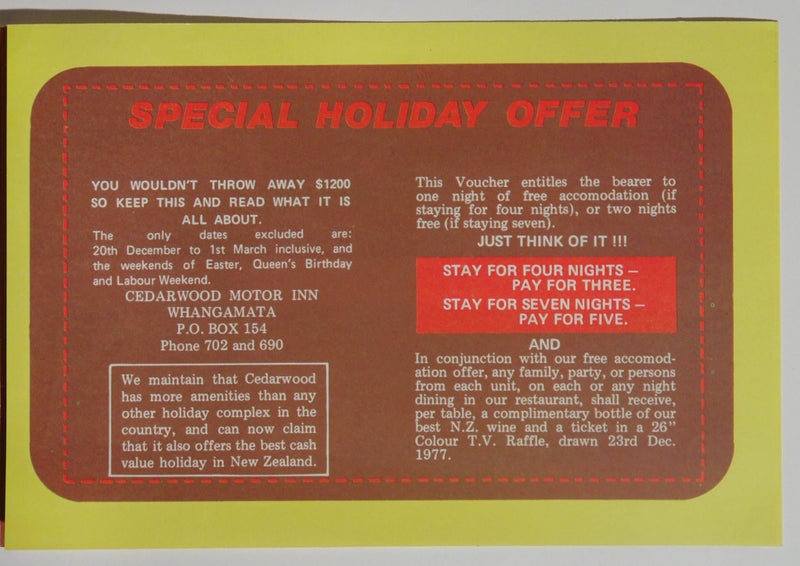 SPECIAL HOLIDAY OFFER
YOU WOULDN'T THROW AWAY $1200
SO KEEP THIS AND READ WHAT IT IS
ALL ABOUT.
The only dates excluded are:
20th December to 1st March inclusive, and
the weekends of Easter, Queen's Birthday
and Labour Weekend.
CEDARWOOD MOTOR INN
WHANGAMATA
P.O. BOX 154
Phone 702 and 690
We maintain that Cedarwood
has more amenities than any
other holiday complex in the
country, and can now claim
that it also offers the best cash
value holiday in New Zealand.
This Voucher entitles the bearer to
one night of free accomodation (if
staying for four nights), or two nights
free (if staying seven).
JUST THINK OF IT !!!
STAY FOR FOUR NIGHTS –
PAY FOR THREE.
STAY FOR SEVEN NIGHTS –
PAY FOR FIVE.
AND
In conjunction with our free accomod-
ation offer, any family, party, or persons
from each unit, on each or any night
dining in our restaurant, shall receive,
per table, a complimentary bottle of our
best N.Z. wine and a ticket in a 26"
Colour T.V. Raffle, drawn 23rd Dec.
1977.